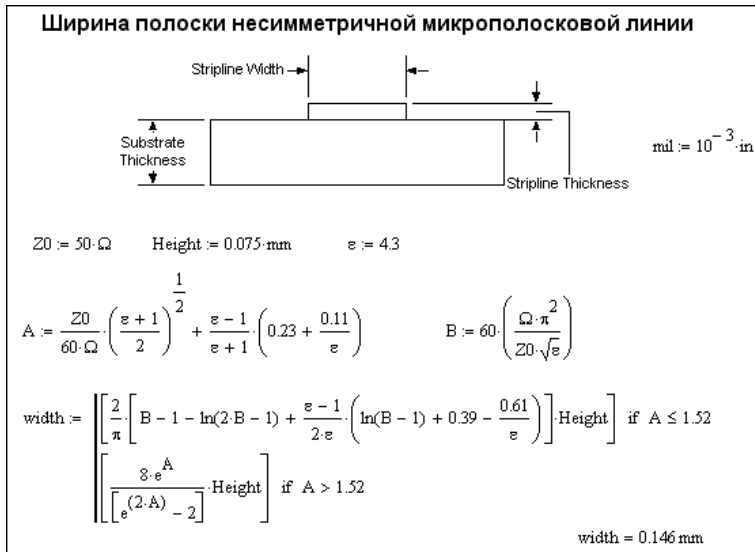 Ширина полоски несимметричной микрополосковой линии
Stripline Width
Substrate
Thickness
Stripline Thickness
mil := 10^-3·in
Z0 := 50·Ω Height := 0.075·mm ε := 4.3
A := Z0/(60·Ω)·((ε + 1)/2)^(1/2) + (ε − 1)/(ε + 1)·(0.23 + 0.11/ε) B := 60·((Ω·π^2)/(Z0·√ε))
width := [2/π·[B − 1 − ln(2·B − 1) + (ε − 1)/(2·ε)·(ln(B − 1) + 0.39 − 0.61/ε)]·Height] if A ≤ 1.52
[(8·e^A)/[e^(2·A) − 2]·Height] if A > 1.52
width = 0.146 mm